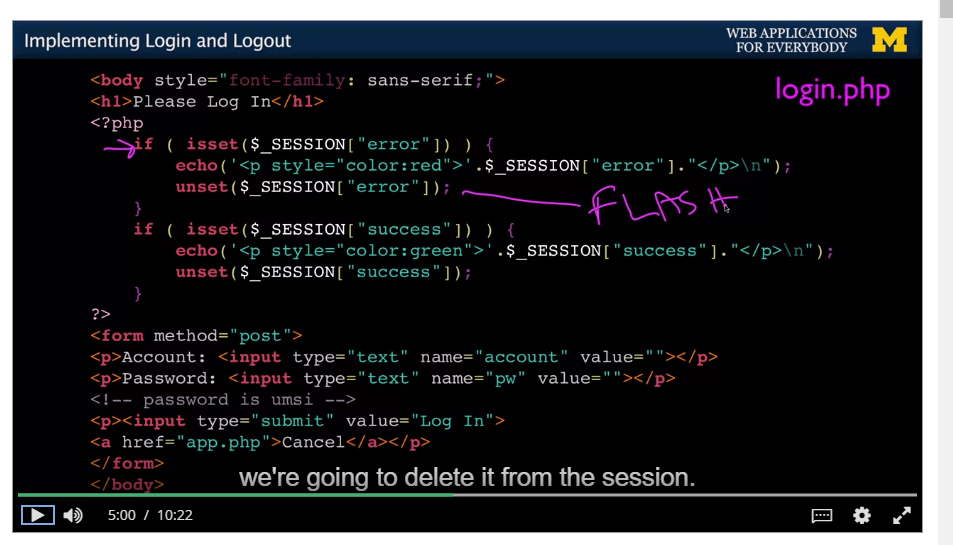 Implementing Login and Logout
WEB APPLICATIONS
FOR EVERYBODY
M
login.php
<body style="font-family: sans-serif;">
<h1>Please Log In</h1>
<?php
if ( isset($_SESSION["error"]) ) {
echo('<p style="color:red">'.$_SESSION["error"]."</p>\n");
unset($_SESSION["error"]);
FLASH
}
if ( isset($_SESSION["success"]) ) {
echo('<p style="color:green">'.$_SESSION["success"]."</p>\n");
unset($_SESSION["success"]);
}
?>
<form method="post">
<p>Account: <input type="text" name="account" value=""></p>
<p>Password: <input type="text" name="pw" value=""></p>
<!-- password is umsi -->
<p><input type="submit" value="Log In">
<a href="app.php">Cancel</a></p>
</form>
</body>
we're going to delete it from the session.
5:00 / 10:22